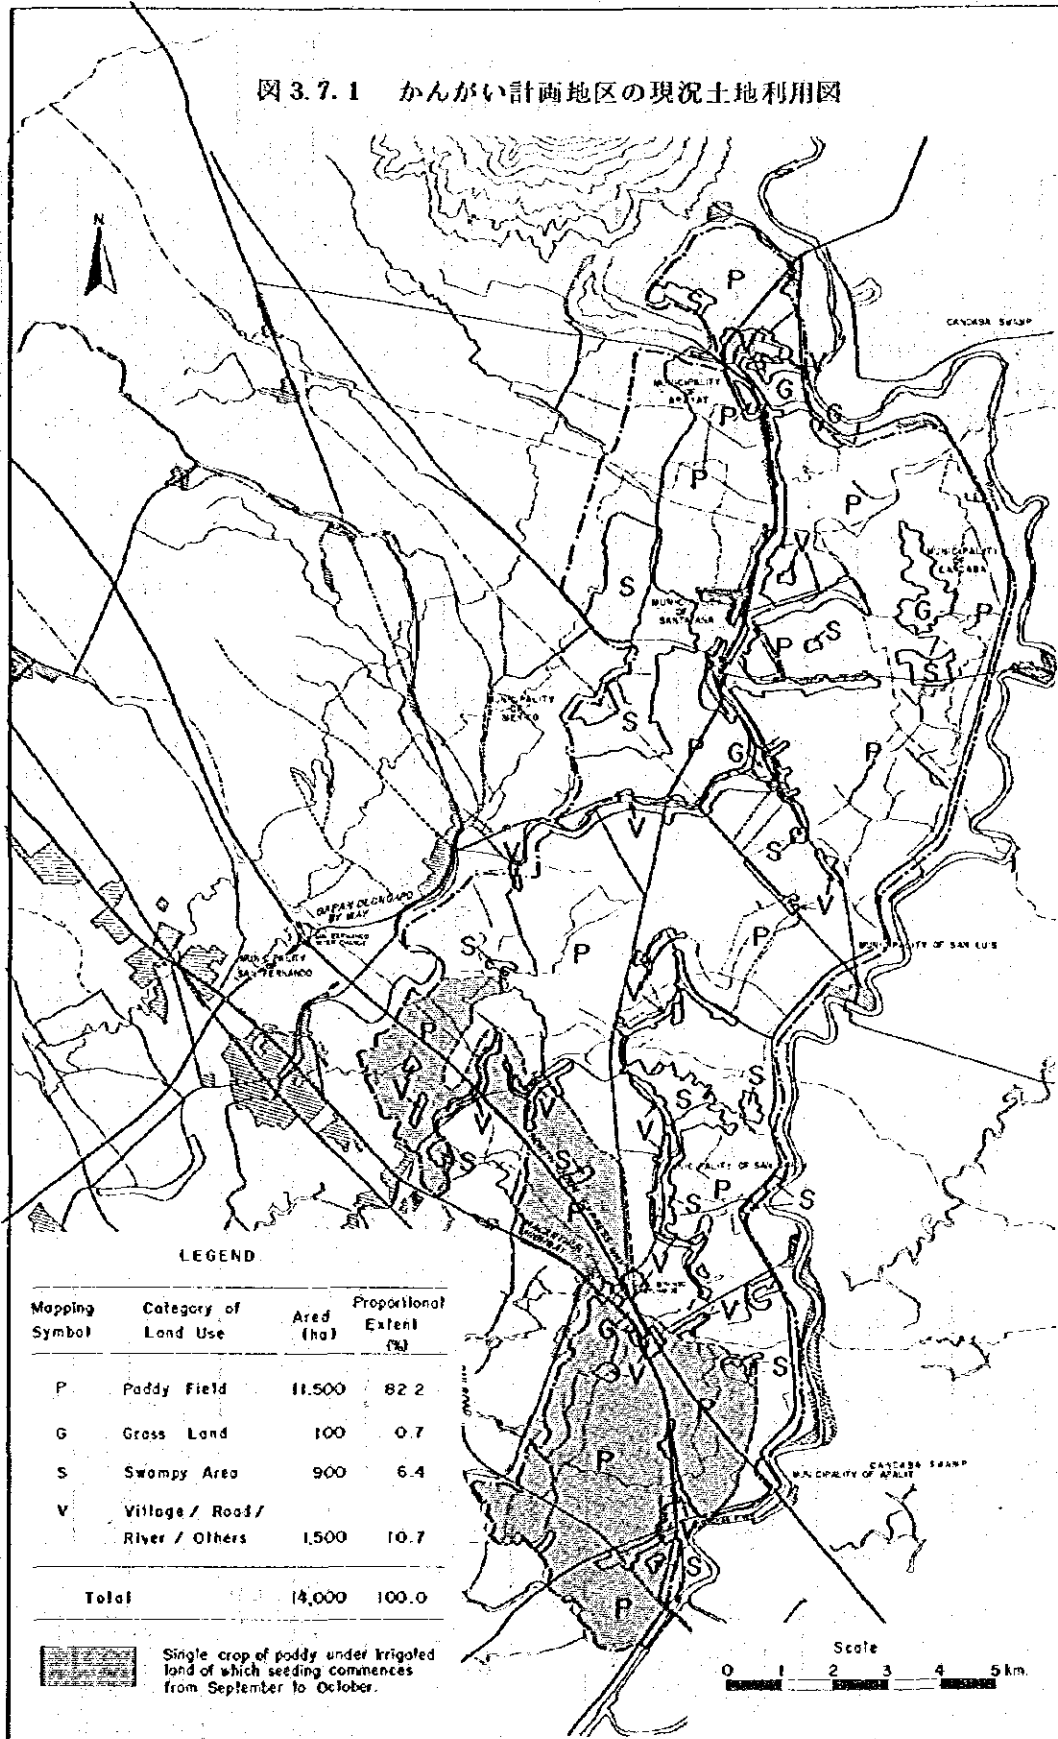 図 3.7.1 かんがい計画地区の現況土地利用図
N
CANDABA SWAMP
P
S
MUNICIPALITY
OF
ARAYAT
G
G
P
P
P
V
MUNICIPALITY
OF
CANDABA
S
G
P
P
S
S
MUNICIPALITY
OF
MEXICO
S
P
G
P
V
V
S
V
GAPAN OLONGAPO
MUNICIPALITY
OF
SAN FERNANDO
S
P
P
MUNICIPALITY OF SAN LUIS
V
P
V
V
V
S
S
V
S
S
P
S
S
P
V
V
G
S
G
V
P
P
CANDABA SWAMP
MUNICIPALITY OF APALIT
V
S
P
LEGEND
Mapping Symbol Category of Land Use Area (ha) Proportional Extent (%)
P Paddy Field 11,500 82.2
G Grass Land 100 0.7
S Swampy Area 900 6.4
V Village / Road /
River / Others 1,500 10.7
Total 14,000 100.0
Single crop of paddy under irrigated
land of which seeding commences
from September to October.
Scale
0 1 2 3 4 5 km.